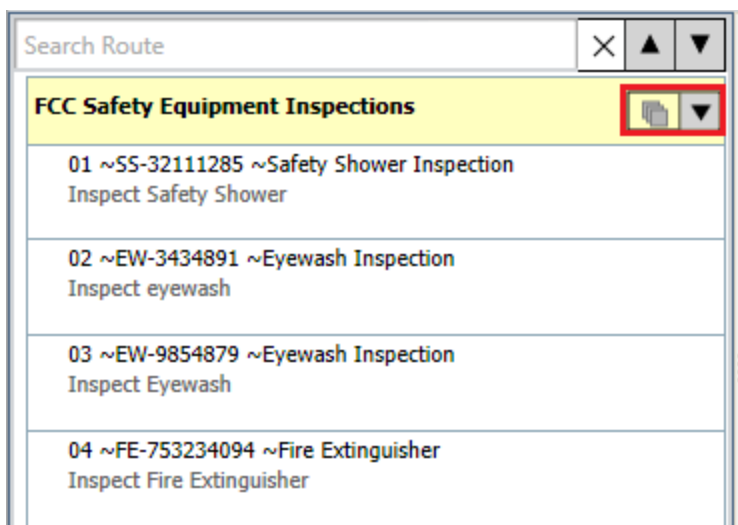 Search Route
FCC Safety Equipment Inspections
01 ~SS-32111285 ~Safety Shower Inspection
Inspect Safety Shower
02 ~EW-3434891 ~Eyewash Inspection
Inspect eyewash
03 ~EW-9854879 ~Eyewash Inspection
Inspect Eyewash
04 ~FE-753234094 ~Fire Extinguisher
Inspect Fire Extinguisher